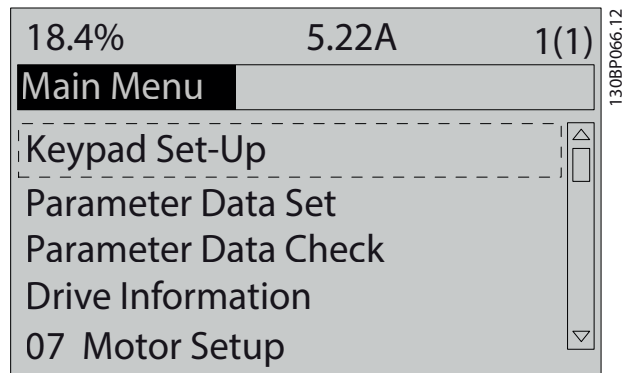 18.4% 5.22A 1(1)
Main Menu
Keypad Set-Up
Parameter Data Set
Parameter Data Check
Drive Information
07 Motor Setup
130BP066.12